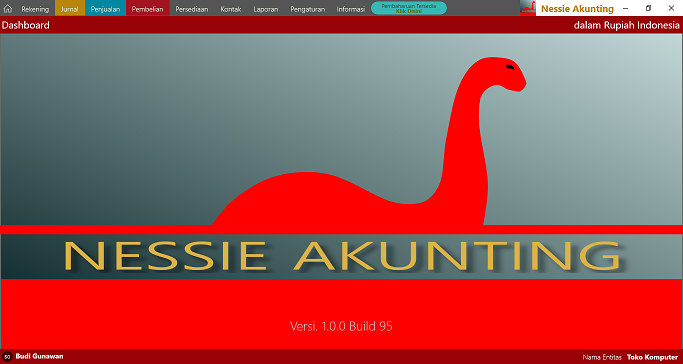 Rekening Jurnal Penjualan Pembelian Persediaan Kontak Laporan Pengaturan Informasi
Pembaharuan Tersedia
Klik Disini
Nessie Akunting
Dashboard
dalam Rupiah Indonesia
NESSIE AKUNTING
Versi. 1.0.0 Build 95
BG
Budi Gunawan
Nama Entitas Toko Komputer